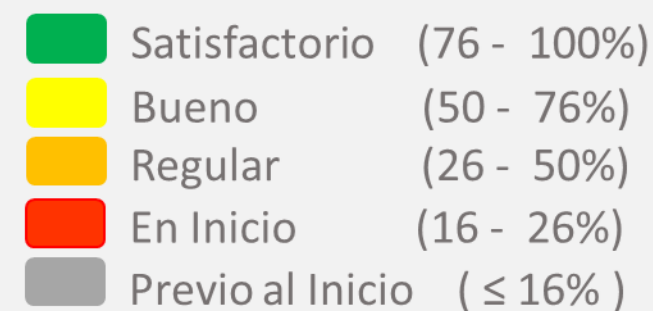 Satisfactorio (76 - 100%)
Bueno (50 - 76%)
Regular (26 - 50%)
En Inicio (16 - 26%)
Previo al Inicio ( ≤ 16% )